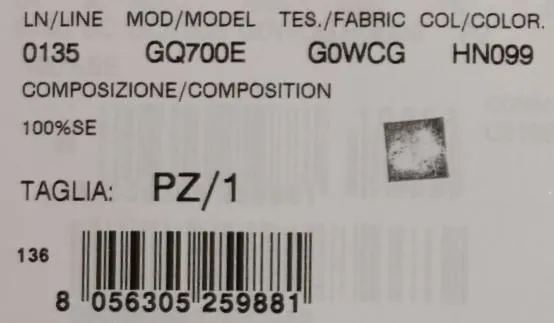 LN/LINE MOD/MODEL TES./FABRIC COL/COLOR.
0135 GQ700E G0WCG HN099
COMPOSIZIONE/COMPOSITION
100%SE
TAGLIA: PZ/1
136
8 056305 259881